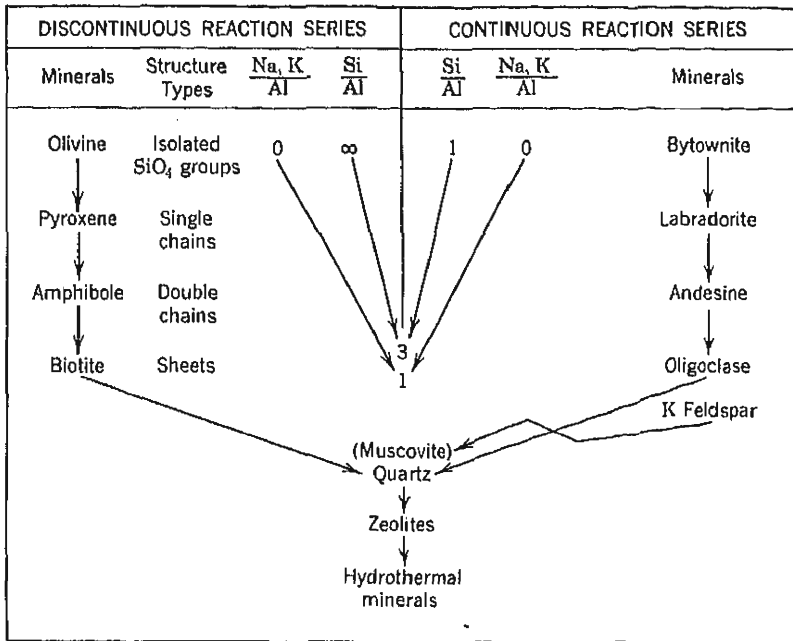 DISCONTINUOUS REACTION SERIES
CONTINUOUS REACTION SERIES
Minerals
Structure
Types
Na, K
Al
Si
Al
Si
Al
Na, K
Al
Minerals
Olivine
Isolated
SiO₄ groups
0
∞
1
0
Bytownite
Pyroxene
Single
chains
Labradorite
Amphibole
Double
chains
Andesine
3
1
Biotite
Sheets
Oligoclase
K Feldspar
(Muscovite)
Quartz
Zeolites
Hydrothermal
minerals